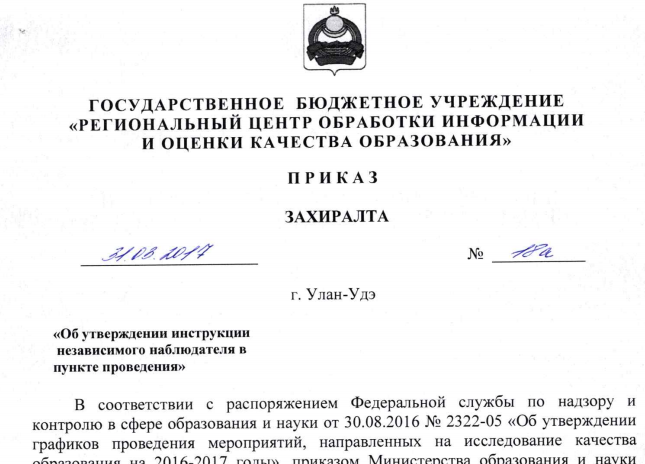 ГОСУДАРСТВЕННОЕ БЮДЖЕТНОЕ УЧРЕЖДЕНИЕ
«РЕГИОНАЛЬНЫЙ ЦЕНТР ОБРАБОТКИ ИНФОРМАЦИИ
И ОЦЕНКИ КАЧЕСТВА ОБРАЗОВАНИЯ»
П Р И К А З
ЗАХИРАЛТА
31.03.2017 № 18а
г. Улан-Удэ
«Об утверждении инструкции
независимого наблюдателя в
пункте проведения»
В соответствии с распоряжением Федеральной службы по надзору и
контролю в сфере образования и науки от 30.08.2016 № 2322-05 «Об утверждении
графиков проведения мероприятий, направленных на исследование качества
образования на 2016-2017 годы», приказом Министерства образования и науки